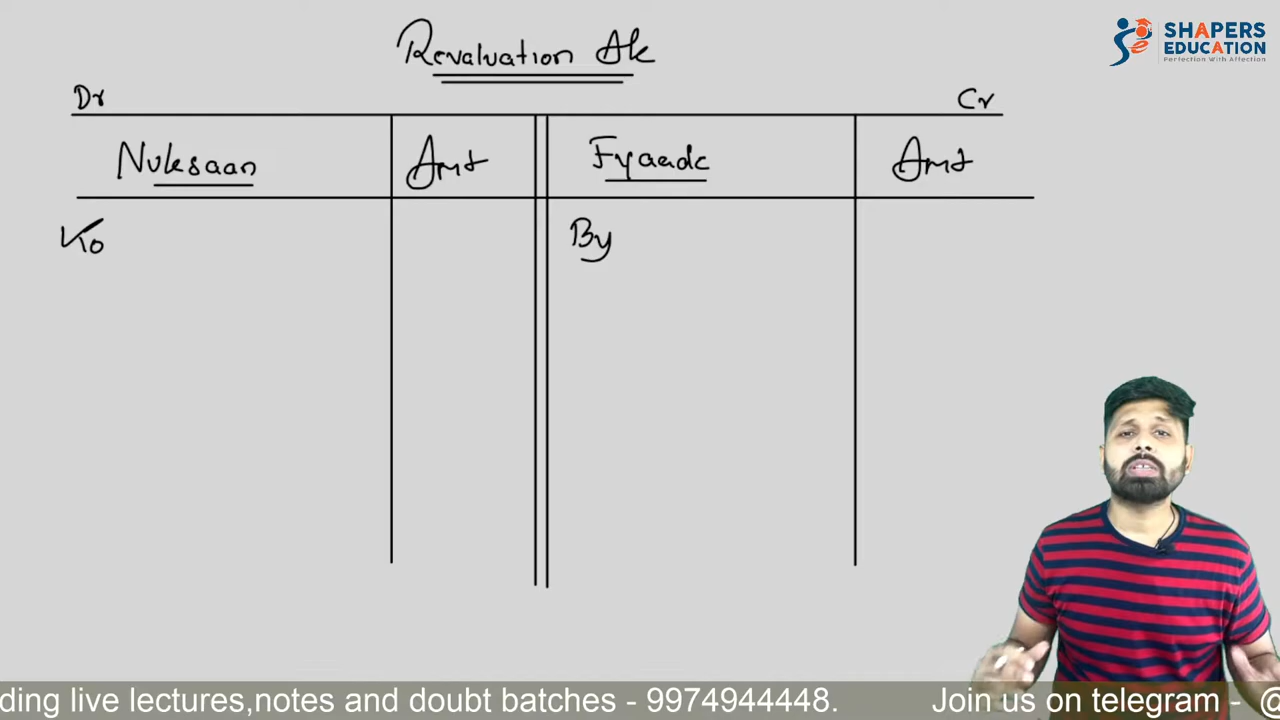 Revaluation A/c
SHAPERS
EDUCATION
Perfection With Affection
Dr
Cr
Nuksaan
Amt
Fyaade
Amt
To
By
ding live lectures,notes and doubt batches - 9974944448.
Join us on telegram - @